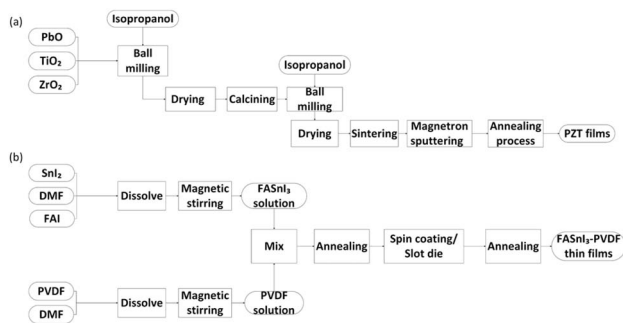 (a)
Isopropanol
PbO
TiO₂
ZrO₂
Ball
milling
Isopropanol
Drying
Calcining
Ball
milling
Drying
Sintering
Magnetron
sputtering
Annealing
process
PZT films
(b)
SnI₂
DMF
FAI
Dissolve
Magnetic
stirring
FASnI₃
solution
Mix
Annealing
Spin coating/
Slot die
Annealing
FASnI₃-PVDF
thin films
PVDF
DMF
Dissolve
Magnetic
stirring
PVDF
solution